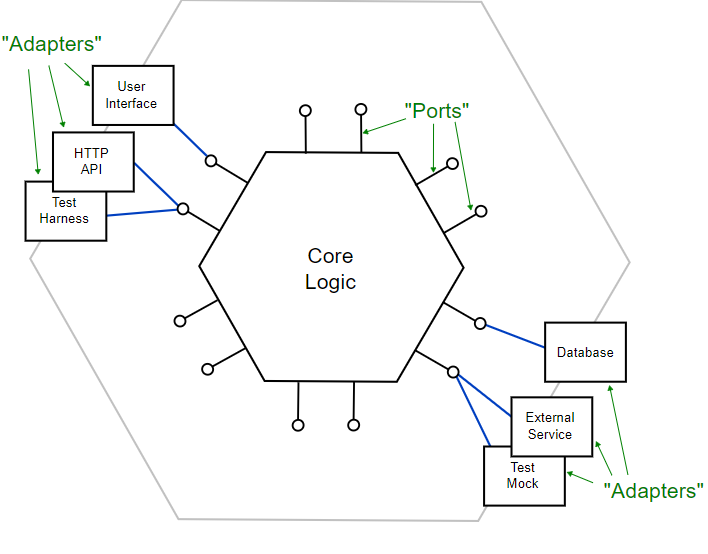 "Adapters"
User
Interface
"Ports"
HTTP
API
Test
Harness
Core
Logic
Database
External
Service
Test
Mock
"Adapters"